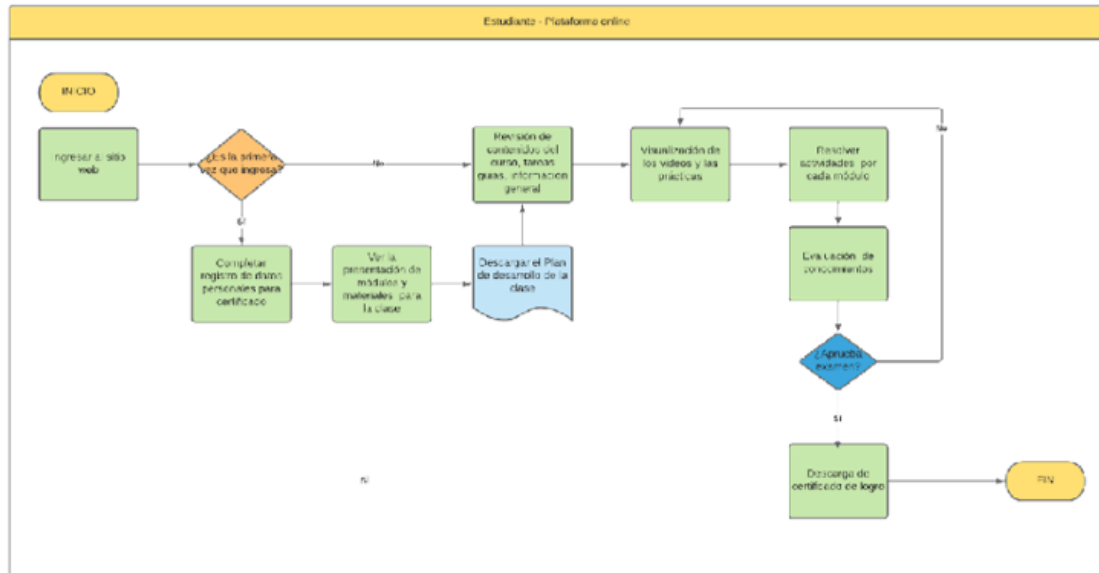 Estudiante - Plataforma online
INICIO
Ingresar al sitio
web
¿Es la primera
vez que ingresa?
No
Sí
Completar
registro de datos
personales para
certificado
Ver la
presentación de
módulos y
materiales para
la clase
Descargar el Plan
de desarrollo de la
clase
Revisión de
contenidos del
curso, tareas
guías, información
general
Visualización de
los videos y las
prácticas
Resolver
actividades por
cada módulo
Evaluación de
conocimientos
¿Aprueba
examen?
No
Sí
Descarga de
certificado de logro
FIN
Sí